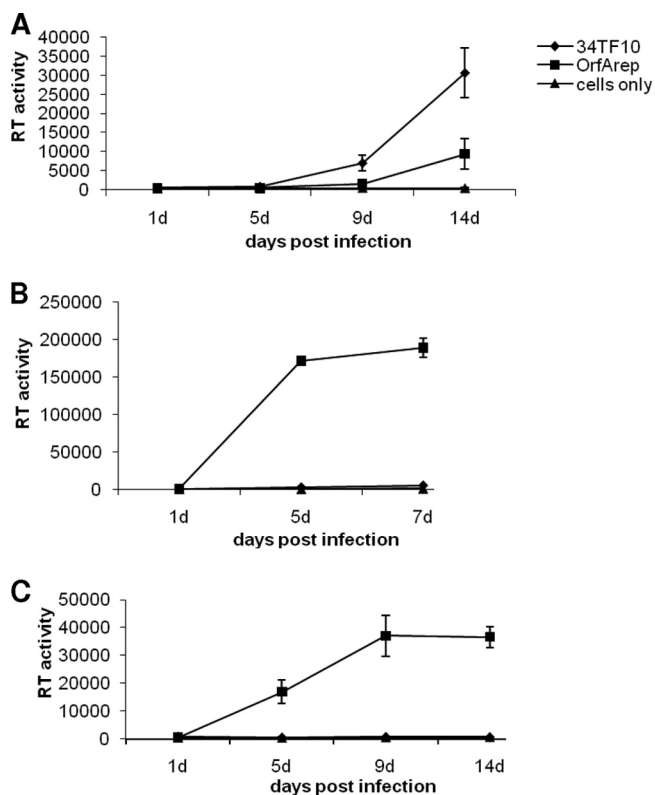 A
RT activity
40000
35000
30000
25000
20000
15000
10000
5000
0
1d 5d 9d 14d
days post infection
34TF10
OrfArep
cells only
B
RT activity
250000
200000
150000
100000
50000
0
1d 5d 7d
days post infection
C
RT activity
50000
40000
30000
20000
10000
0
1d 5d 9d 14d
days post infection